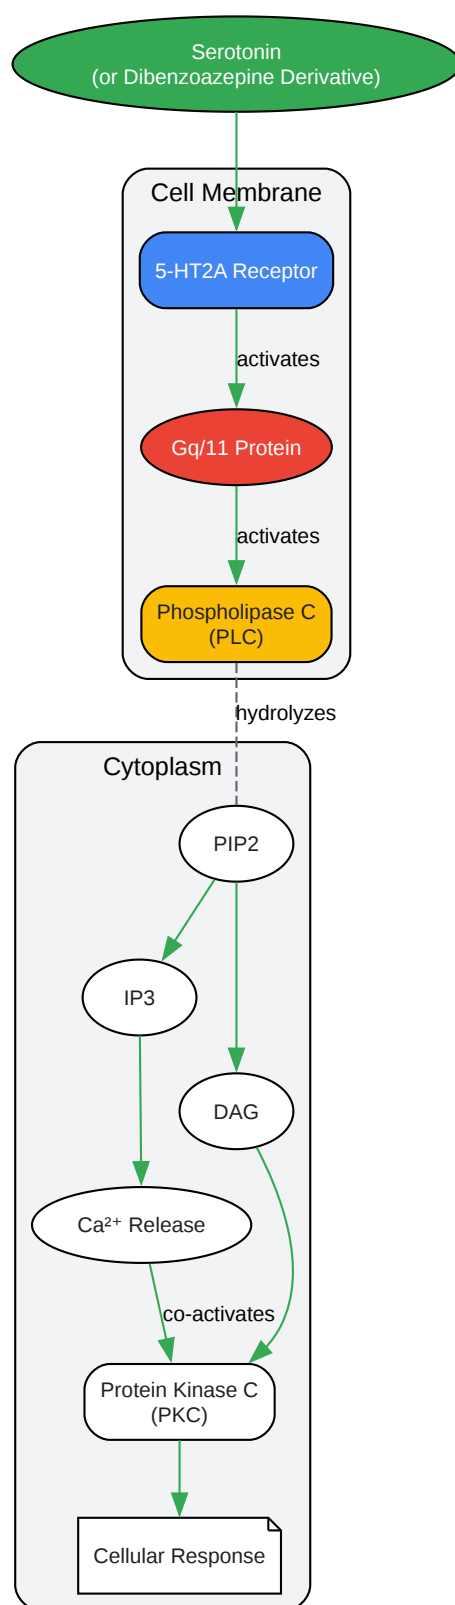 Serotonin
(or Dibenzoazepine Derivative)
Cell Membrane
5-HT2A Receptor
activates
Gq/11 Protein
activates
Phospholipase C
(PLC)
hydrolyzes
Cytoplasm
PIP2
IP3
DAG
Ca²⁺ Release
co-activates
Protein Kinase C
(PKC)
Cellular Response